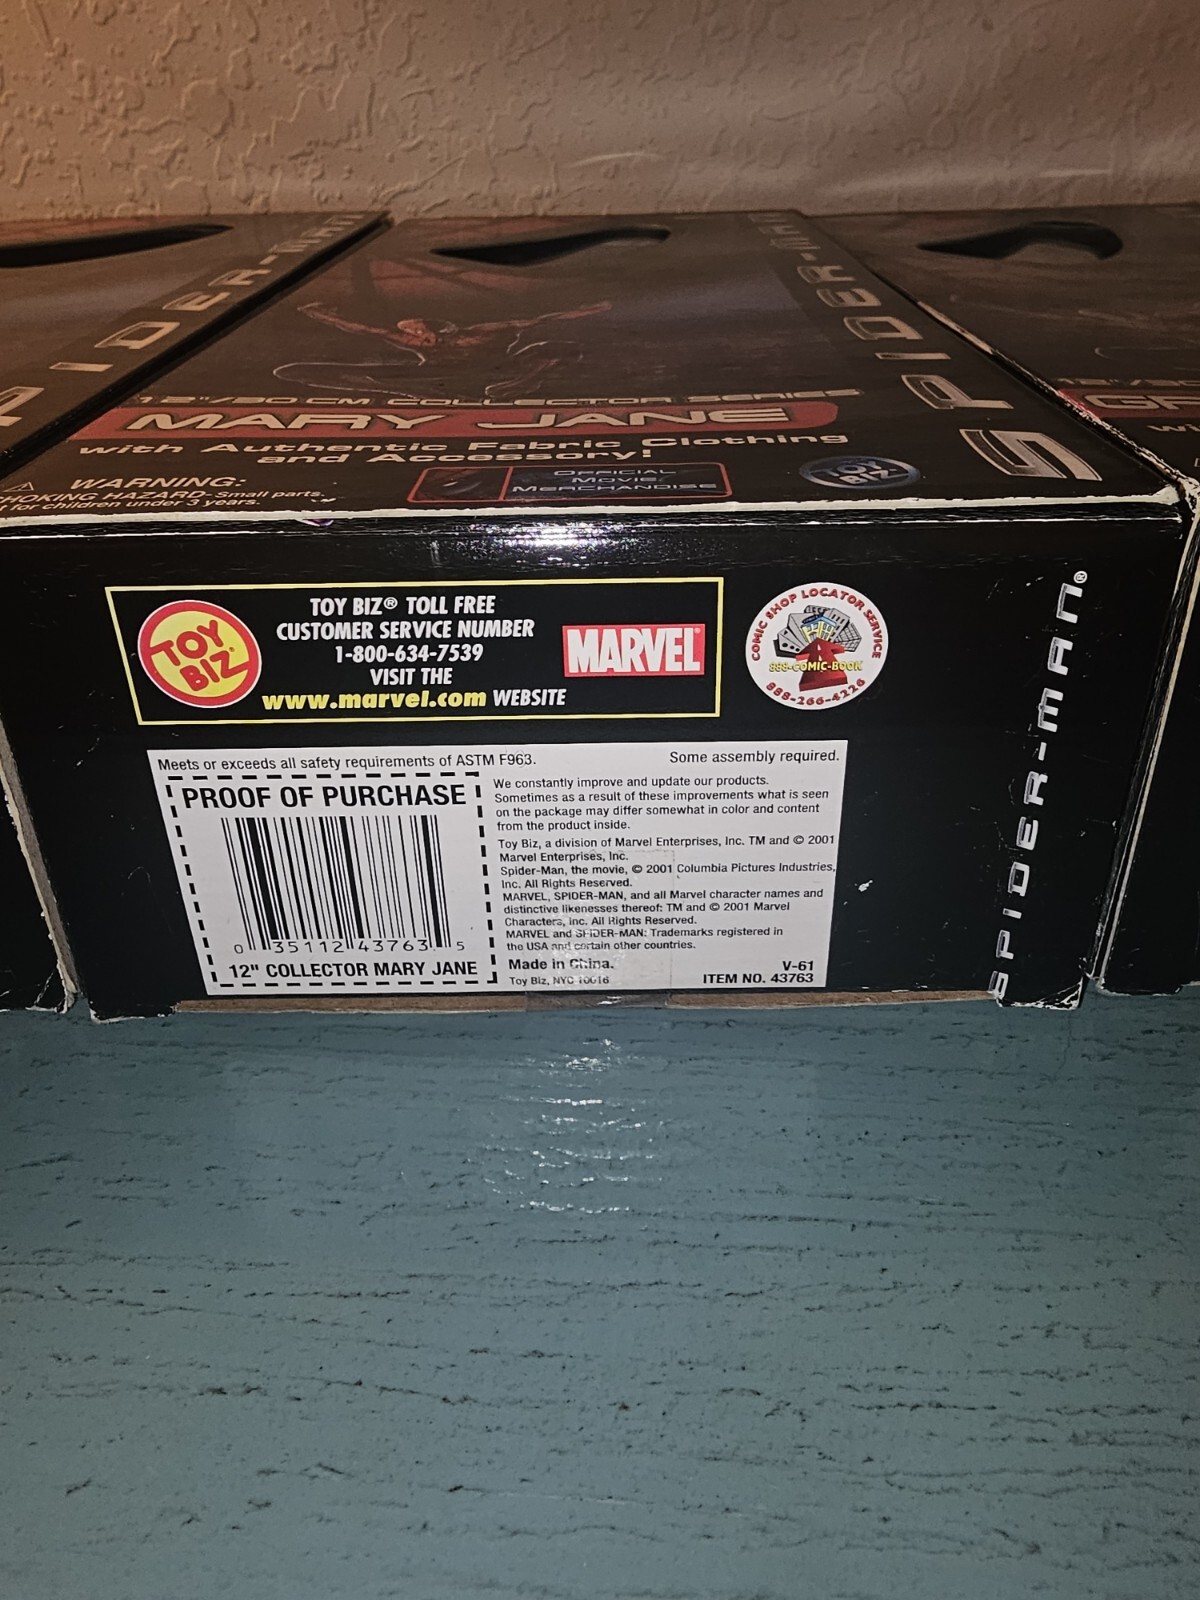 SPIDER-MAN
12"/30 CM COLLECTOR SERIES
MARY JANE
with Authentic Fabric Clothing
and Accessory!
WARNING:
CHOKING HAZARD-Small parts.
for children under 3 years.
OFFICIAL
MOVIE
MERCHANDISE
TOY
BIZ
TOY
BIZ®
TOY BIZ® TOLL FREE
CUSTOMER SERVICE NUMBER
1-800-634-7539
VISIT THE
www.marvel.com WEBSITE
MARVEL
COMIC SHOP LOCATOR SERVICE
888-COMIC-BOOK
888-266-4226
SPIDER-MAN®
Meets or exceeds all safety requirements of ASTM F963.
Some assembly required.
PROOF OF PURCHASE
0 35112 43763 5
12" COLLECTOR MARY JANE
We constantly improve and update our products.
Sometimes as a result of these improvements what is seen
on the package may differ somewhat in color and content
from the product inside.
Toy Biz, a division of Marvel Enterprises, Inc. TM and © 2001
Marvel Enterprises, Inc.
Spider-Man, the movie, © 2001 Columbia Pictures Industries,
Inc. All Rights Reserved.
MARVEL, SPIDER-MAN, and all Marvel character names and
distinctive likenesses thereof: TM and © 2001 Marvel
Characters, Inc. All Rights Reserved.
MARVEL and SPIDER-MAN: Trademarks registered in
the USA and certain other countries.
Made in China.
Toy Biz, NYC 10016
V-61
ITEM NO. 43763